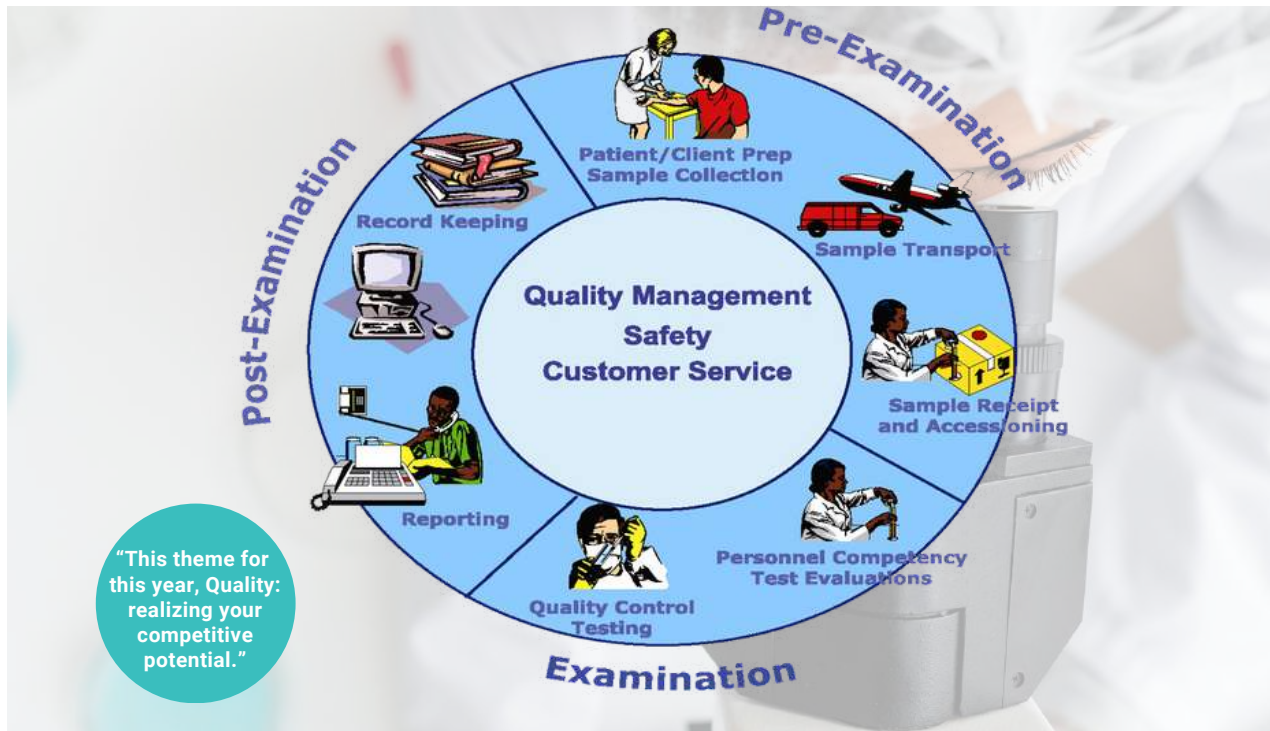 Pre-Examination
Patient/Client Prep
Sample Collection
Sample Transport
Sample Receipt
and Accessioning
Personnel Competency
Test Evaluations
Quality Control
Testing
Examination
Reporting
Record Keeping
Post-Examination
Quality Management
Safety
Customer Service
“This theme for
this year, Quality:
realizing your
competitive
potential.”